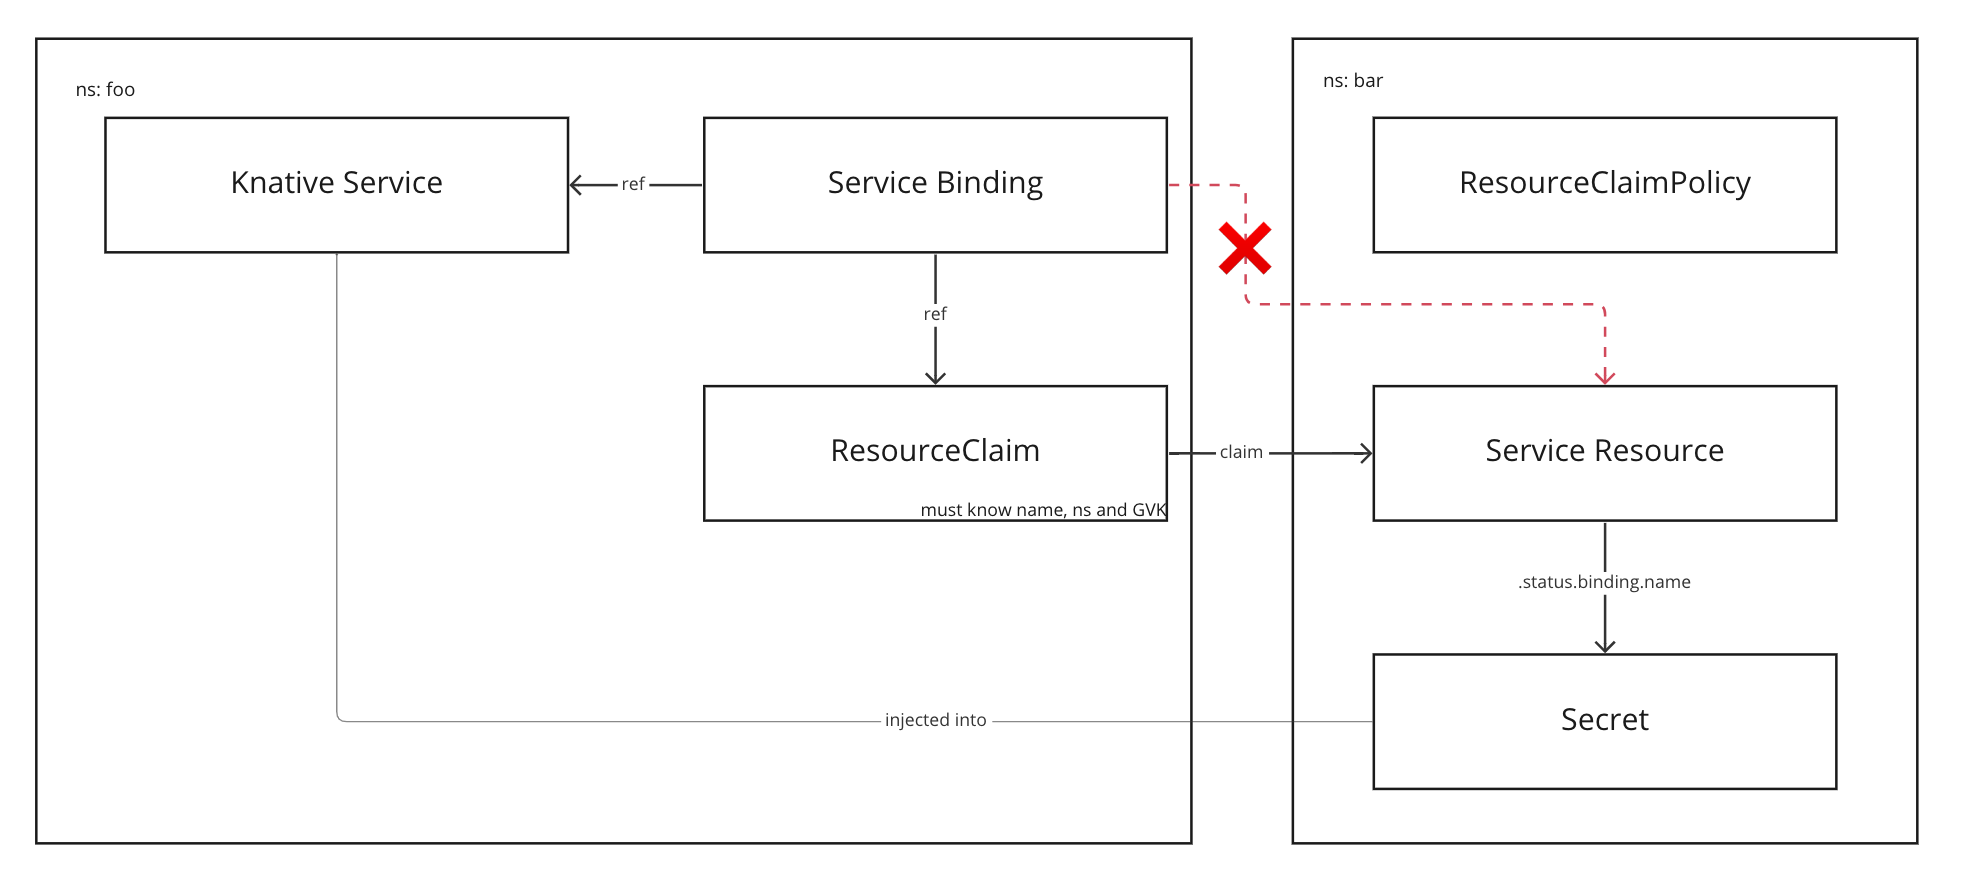 ns: foo
ns: bar
Knative Service
ref
Service Binding
ResourceClaimPolicy
ref
ResourceClaim
must know name, ns and GVK
claim
Service Resource
.status.binding.name
injected into
Secret